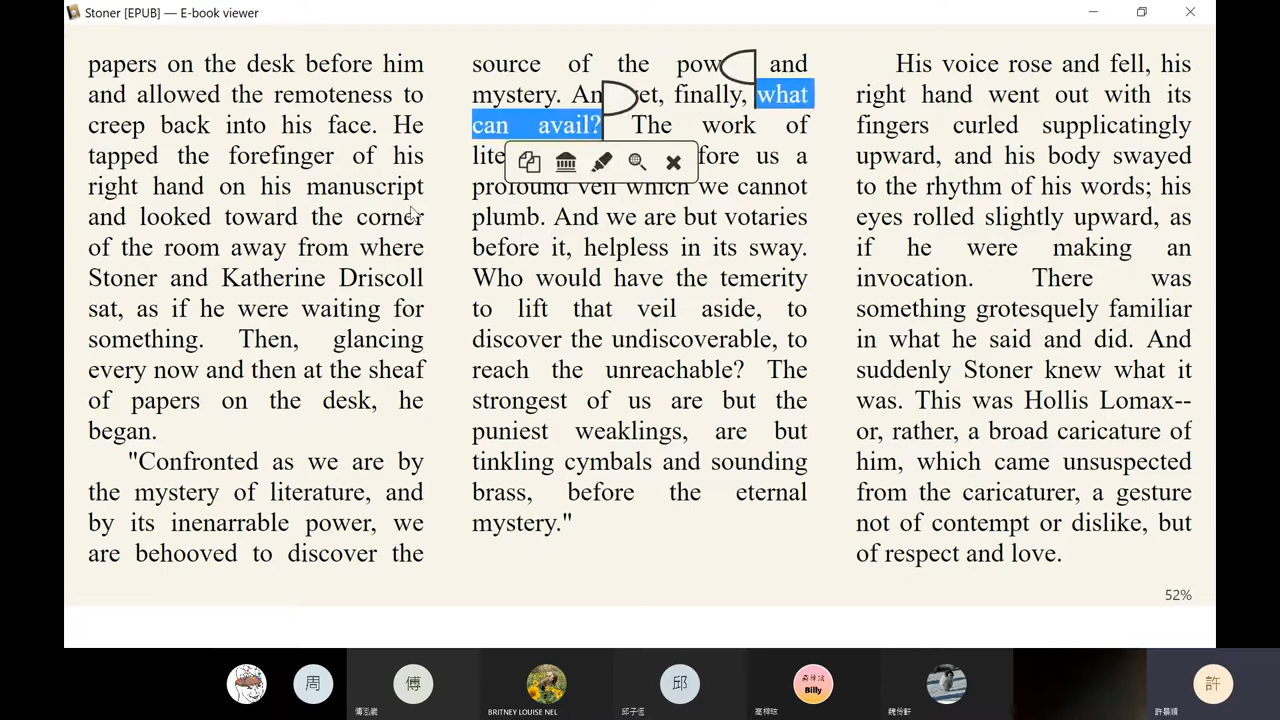 Stoner [EPUB] — E-book viewer
papers on the desk before him
and allowed the remoteness to
creep back into his face. He
tapped the forefinger of his
right hand on his manuscript
and looked toward the corner
of the room away from where
Stoner and Katherine Driscoll
sat, as if he were waiting for
something. Then, glancing
every now and then at the sheaf
of papers on the desk, he
began.
"Confronted as we are by
the mystery of literature, and
by its inenarrable power, we
are behooved to discover the
source of the and
mystery. finally, what
can avail? The work of
us a
profound veil which we cannot
plumb. And we are but votaries
before it, helpless in its sway.
Who would have the temerity
to lift that veil aside, to
discover the undiscoverable, to
reach the unreachable? The
strongest of us are but the
puniest weaklings, are but
tinkling cymbals and sounding
brass, before the eternal
mystery."
His voice rose and fell, his
right hand went out with its
fingers curled supplicatingly
upward, and his body swayed
to the rhythm of his words; his
eyes rolled slightly upward, as
if he were making an
invocation. There was
something grotesquely familiar
in what he said and did. And
suddenly Stoner knew what it
was. This was Hollis Lomax--
or, rather, a broad caricature of
him, which came unsuspected
from the caricaturer, a gesture
not of contempt or dislike, but
of respect and love.
52%
周
傅
邱
Billy
許
BRITNEY LOUISE NEL
邱子恆
許景順